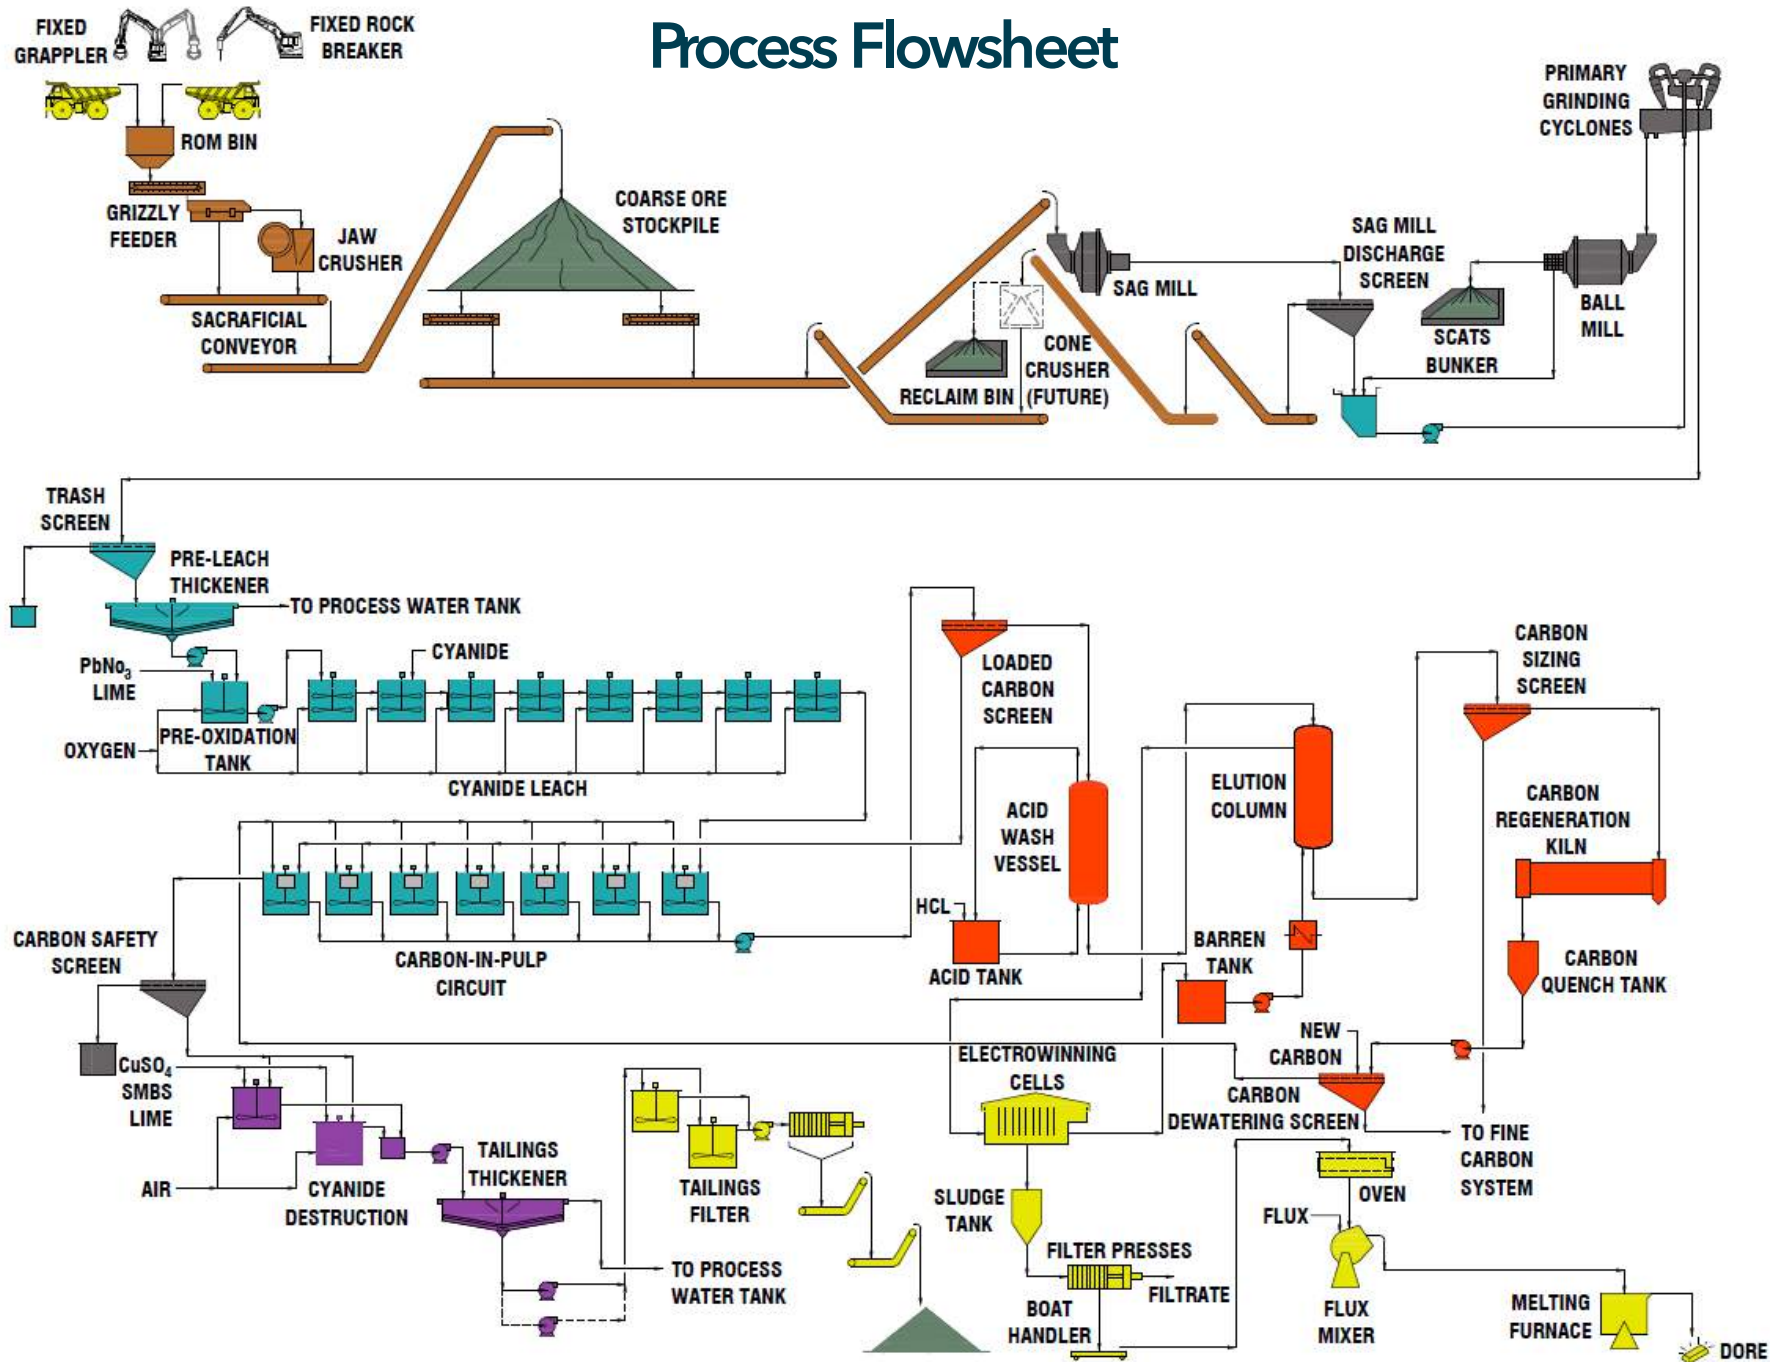 Process Flowsheet
FIXED
GRAPPLER
FIXED ROCK
BREAKER
ROM BIN
GRIZZLY
FEEDER
JAW
CRUSHER
SACRAFICIAL
CONVEYOR
COARSE ORE
STOCKPILE
RECLAIM BIN
CONE
CRUSHER
(FUTURE)
SAG MILL
SAG MILL
DISCHARGE
SCREEN
PRIMARY
GRINDING
CYCLONES
SCATS
BUNKER
BALL
MILL
TRASH
SCREEN
PRE-LEACH
THICKENER
TO PROCESS WATER TANK
PbNo3
LIME
OXYGEN
PRE-OXIDATION
TANK
CYANIDE
CYANIDE LEACH
CARBON-IN-PULP
CIRCUIT
LOADED
CARBON
SCREEN
ACID
WASH
VESSEL
HCL
ACID TANK
ELUTION
COLUMN
BARREN
TANK
CARBON
SIZING
SCREEN
CARBON
REGENERATION
KILN
CARBON
QUENCH TANK
NEW
CARBON
CARBON
DEWATERING SCREEN
TO FINE
CARBON
SYSTEM
CARBON SAFETY
SCREEN
CuSO4
SMBS
LIME
AIR
CYANIDE
DESTRUCTION
TAILINGS
THICKENER
TO PROCESS
WATER TANK
TAILINGS
FILTER
ELECTROWINNING
CELLS
SLUDGE
TANK
FILTER PRESSES
FILTRATE
BOAT
HANDLER
OVEN
FLUX
FLUX
MIXER
MELTING
FURNACE
DORE